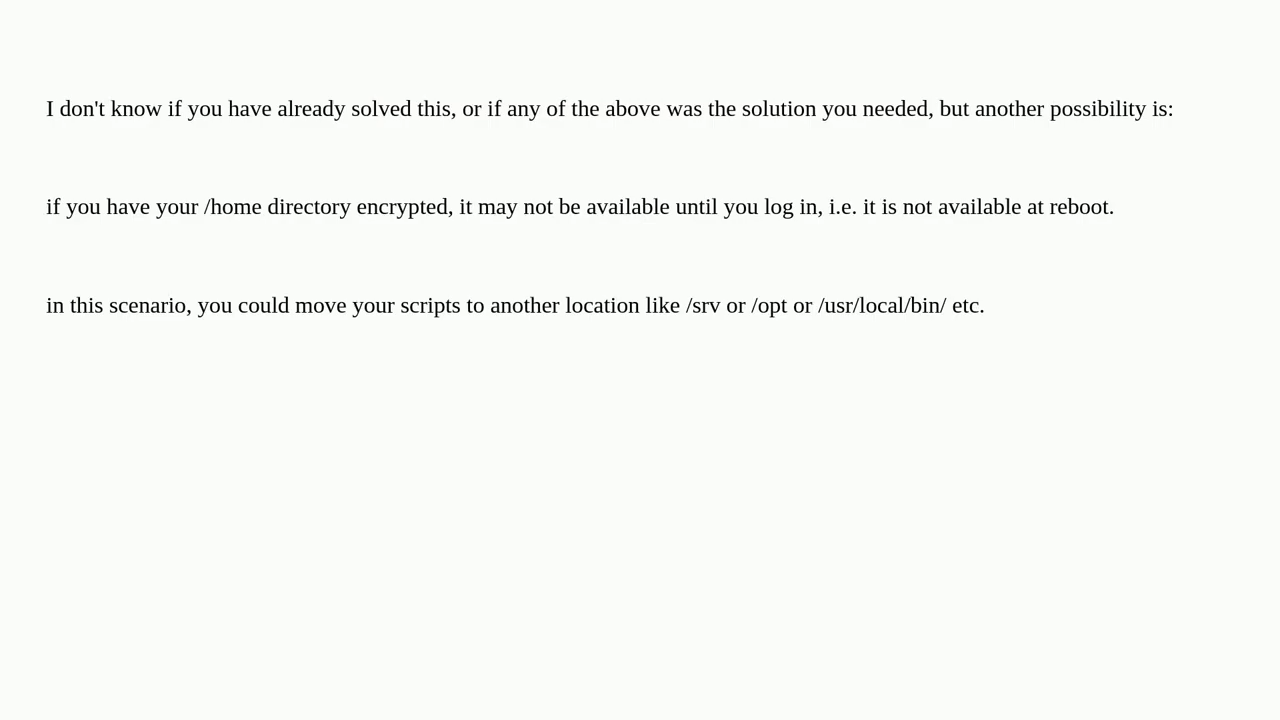 I don't know if you have already solved this, or if any of the above was the solution you needed, but another possibility is:
if you have your /home directory encrypted, it may not be available until you log in, i.e. it is not available at reboot.
in this scenario, you could move your scripts to another location like /srv or /opt or /usr/local/bin/ etc.